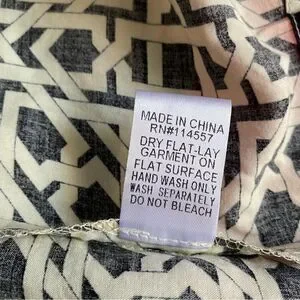 MADE IN CHINA
RN#114557
DRY FLAT-LAY
GARMENT ON
FLAT SURFACE
HAND WASH ONLY
WASH SEPARATELY
DO NOT BLEACH